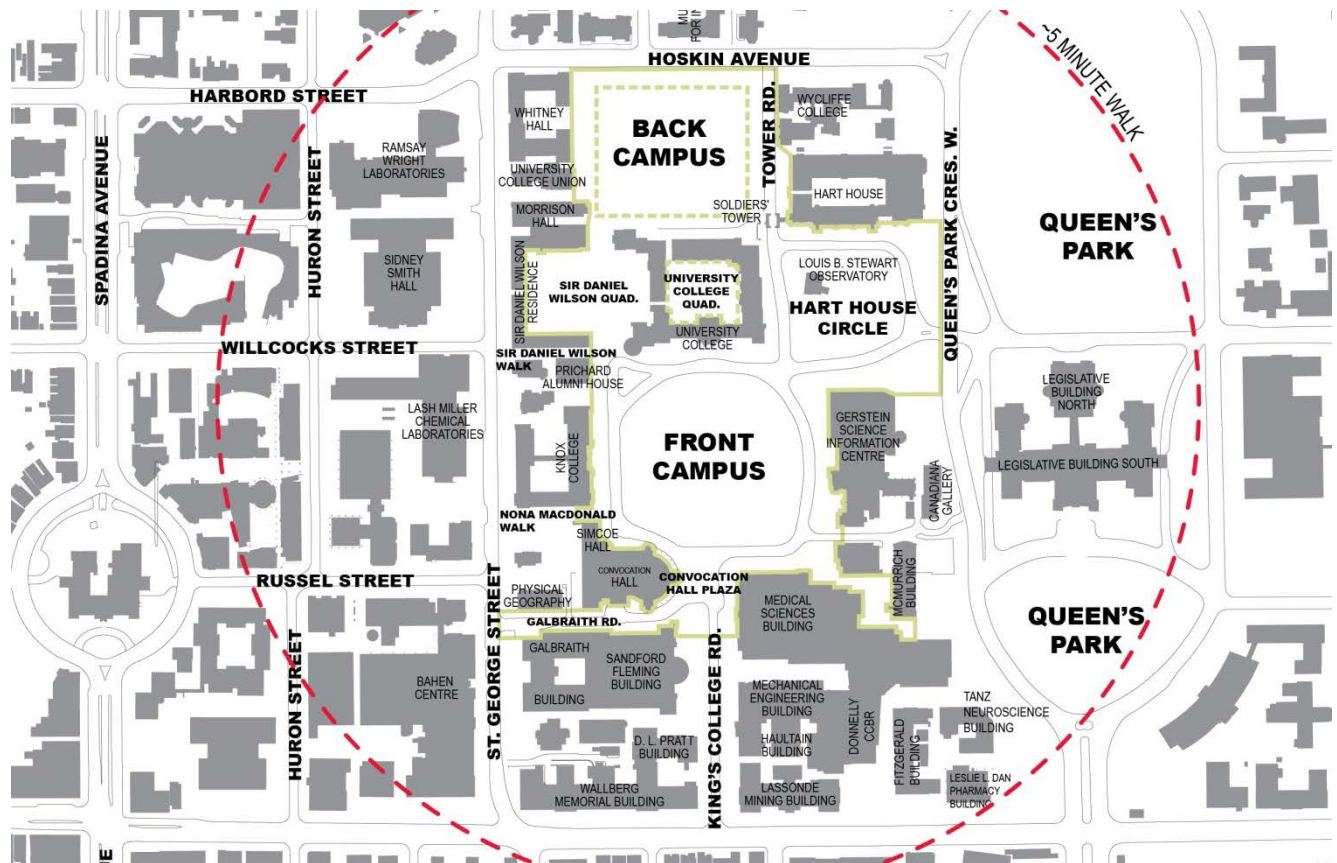 MU
FOR IN
HOSKIN AVENUE
~5 MINUTE WALK
HARBORD STREET
WHITNEY
HALL
BACK
CAMPUS
TOWER RD.
WYCLIFFE
COLLEGE
RAMSAY
WRIGHT
LABORATORIES
HURON STREET
UNIVERSITY
COLLEGE UNION
HART HOUSE
QUEEN'S PARK CRES. W.
MORRISON
HALL
SOLDIERS'
TOWER
QUEEN'S
PARK
SPADINA AVENUE
SIDNEY
SMITH
HALL
SIR DANIEL WILSON
RESIDENCE
SIR DANIEL
WILSON QUAD.
UNIVERSITY
COLLEGE
QUAD.
LOUIS B. STEWART
OBSERVATORY
HART HOUSE
CIRCLE
UNIVERSITY
COLLEGE
WILLCOCKS STREET
SIR DANIEL WILSON
WALK
PRICHARD
ALUMNI HOUSE
LEGISLATIVE
BUILDING
NORTH
LASH MILLER
CHEMICAL
LABORATORIES
KNOX
COLLEGE
FRONT
CAMPUS
GERSTEIN
SCIENCE
INFORMATION
CENTRE
LEGISLATIVE BUILDING SOUTH
CANADIANA
GALLERY
NONA MACDONALD
WALK
SIMCOE
HALL
RUSSEL STREET
CONVOCATION
HALL
CONVOCATION
HALL PLAZA
MCMURRICH
BUILDING
PHYSICAL
GEOGRAPHY
MEDICAL
SCIENCES
BUILDING
GALBRAITH RD.
QUEEN'S
PARK
HURON STREET
BAHEN
CENTRE
ST. GEORGE STREET
GALBRAITH
BUILDING
SANDFORD
FLEMING
BUILDING
KING'S COLLEGE RD.
MECHANICAL
ENGINEERING
BUILDING
DONNELLY
CCBR
TANZ
NEUROSCIENCE
BUILDING
HAULTAIN
BUILDING
FITZGERALD
BUILDING
D. L. PRATT
BUILDING
WALLBERG
MEMORIAL BUILDING
LASSONDE
MINING BUILDING
LESLIE L. DAN
PHARMACY
BUILDING
UE